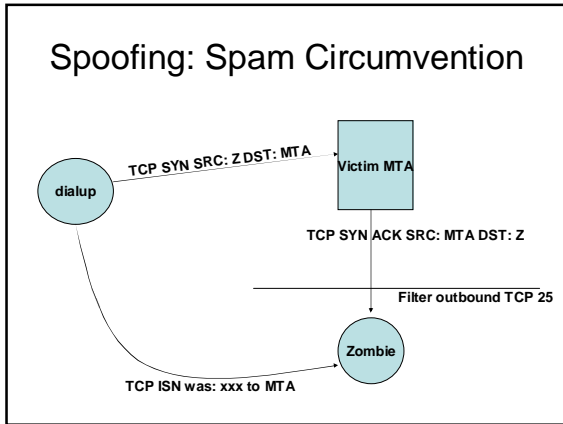 Spoofing: Spam Circumvention
TCP SYN SRC: Z DST: MTA
Victim MTA
dialup
TCP SYN ACK SRC: MTA DST: Z
Filter outbound TCP 25
Zombie
TCP ISN was: xxx to MTA